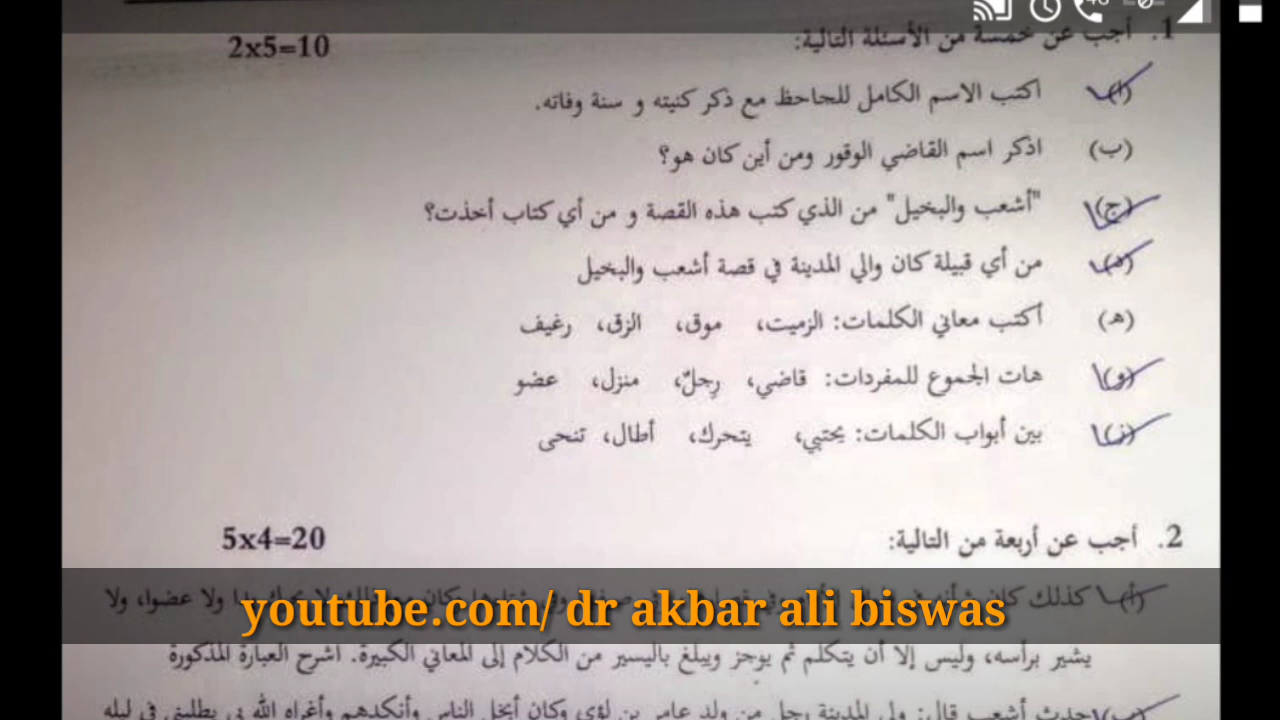 1. أجب عن خمسة من الأسئلة التالية: 2x5=10
(ا) اكتب الاسم الكامل للجاحظ مع ذكر كنيته و سنة وفاته.
(ب) اذكر اسم القاضي الوقور ومن أين كان هو؟
(ج) "أشعب والبخيل" من الذي كتب هذه القصة و من أي كتاب أخذت؟
(د) من أي قبيلة كان والي المدينة في قصة أشعب والبخيل
(ه) أكتب معاني الكلمات: الزميت، موق، الزق، رغيف
(و) هات الجموع للمفردات: قاضي، رِجلٌ، منزل، عضو
(ز) بين أبواب الكلمات: يحتبي، يتحرك، أطال، تنحى
2. أجب عن أربعة من التالية: 5x4=20
(أ) كذلك كان ولا عضوا، ولا
youtube.com/ dr akbar ali biswas
يشير برأسه، وليس إلا أن يتكلم ثم يوجز ويبلغ باليسير من الكلام إلى المعاني الكبيرة. اشرح العبارة المذكورة
(ب) حدث أشعب قال: ولي المدينة رجل من ولد عامر بن لؤي وكان أبخل الناس وأنكدهم وأغراه الله بي يطلبني في ليله